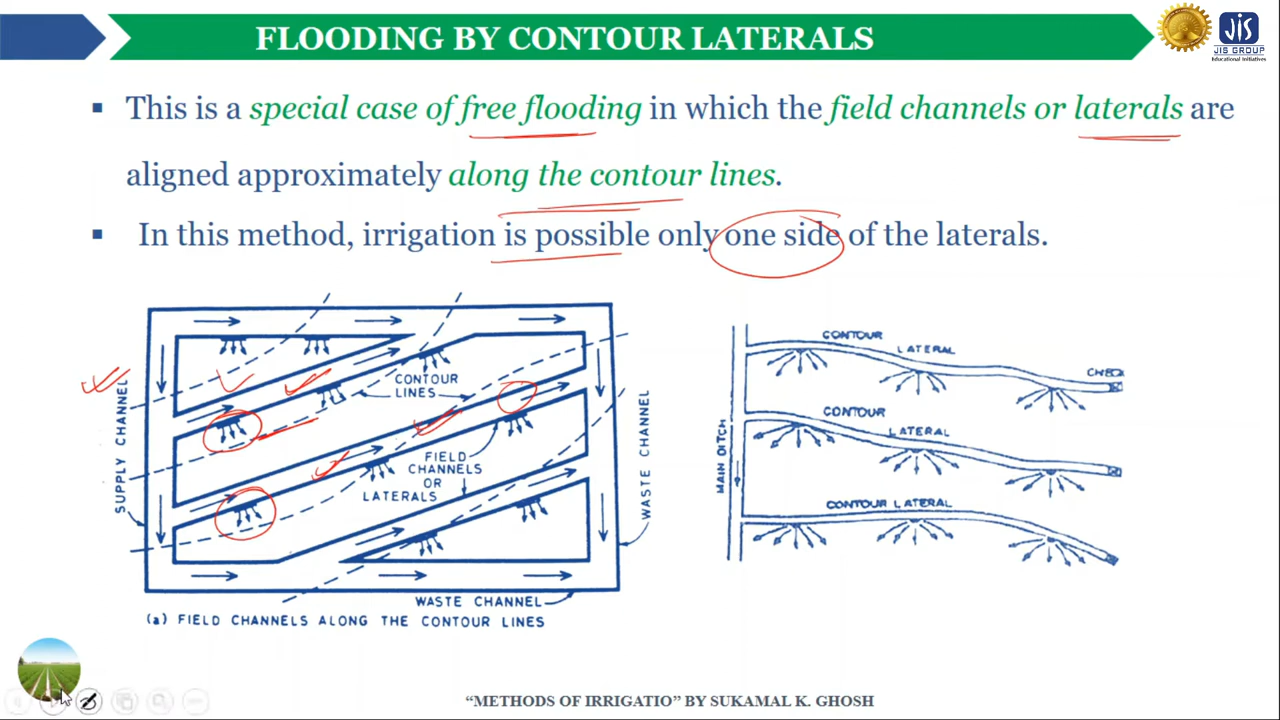 FLOODING BY CONTOUR LATERALS
JIS GROUP
Educational Initiatives
▪ This is a special case of free flooding in which the field channels or laterals are
aligned approximately along the contour lines.
▪ In this method, irrigation is possible only one side of the laterals.
SUPPLY CHANNEL
CONTOUR
LINES
FIELD
CHANNELS
OR
LATERALS
WASTE CHANNEL
WASTE CHANNEL
(a) FIELD CHANNELS ALONG THE CONTOUR LINES
MAIN DITCH
CONTOUR
LATERAL
CHECK
CONTOUR
LATERAL
CONTOUR LATERAL
“METHODS OF IRRIGATIO” BY SUKAMAL K. GHOSH